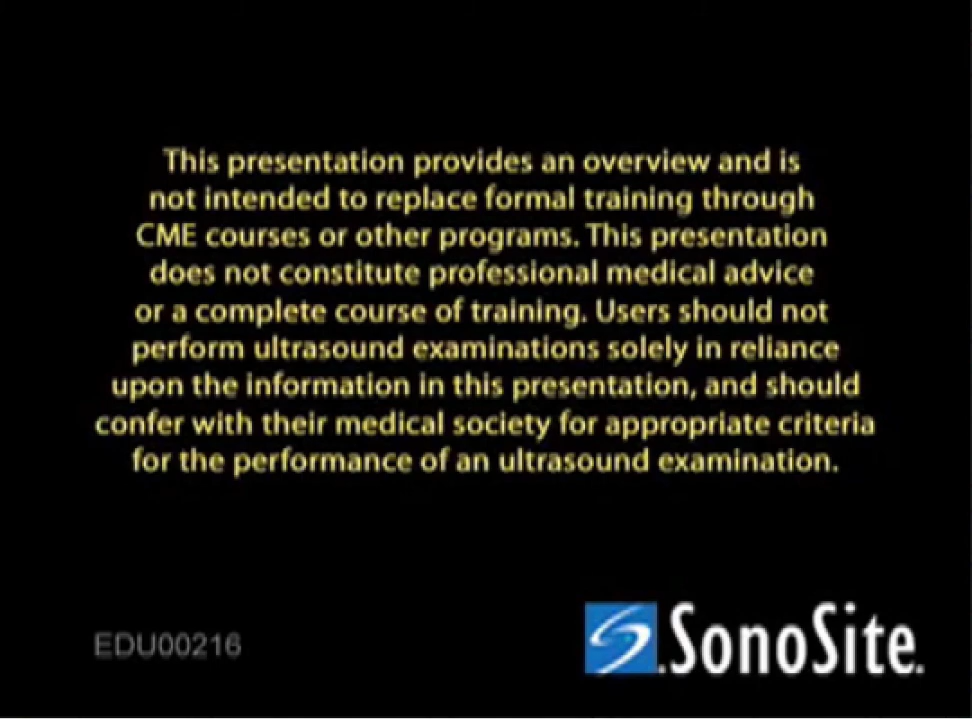 This presentation provides an overview and is
not intended to replace formal training through
CME courses or other programs. This presentation
does not constitute professional medical advice
or a complete course of training. Users should not
perform ultrasound examinations solely in reliance
upon the information in this presentation, and should
confer with their medical society for appropriate criteria
for the performance of an ultrasound examination.
EDU00216
SonoSite